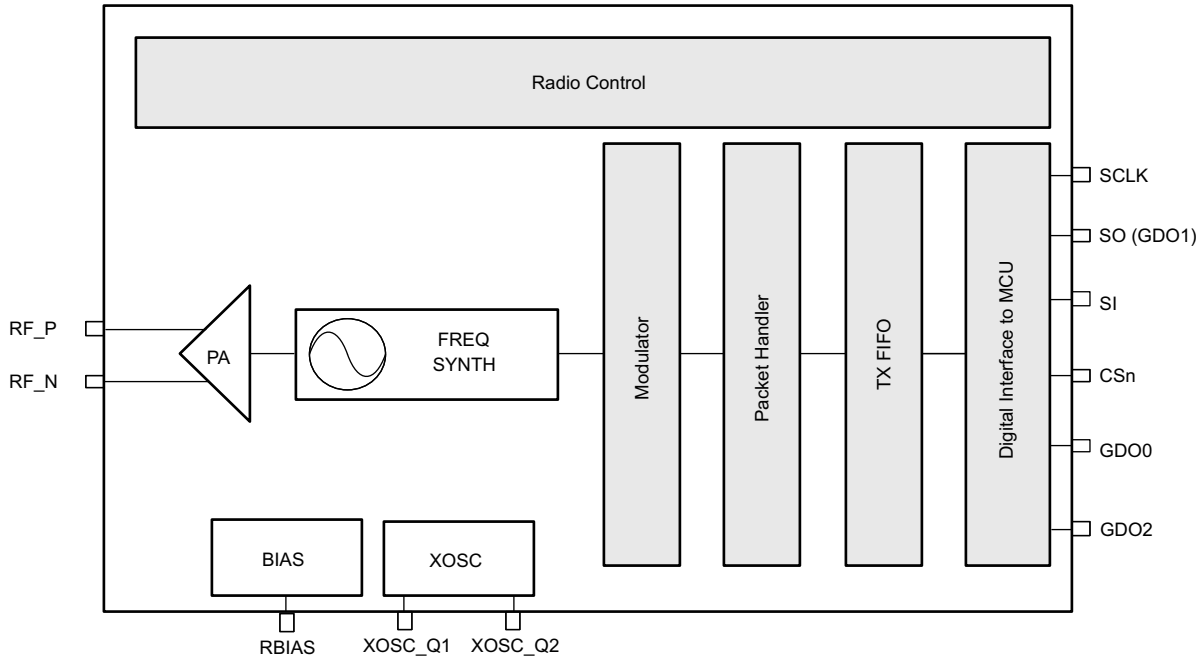 Radio Control
SCLK
SO (GDO1)
SI
CSn
GDO0
GDO2
RF_P
RF_N
PA
FREQ
SYNTH
Modulator
Packet Handler
TX FIFO
Digital Interface to MCU
BIAS
XOSC
RBIAS
XOSC_Q1
XOSC_Q2